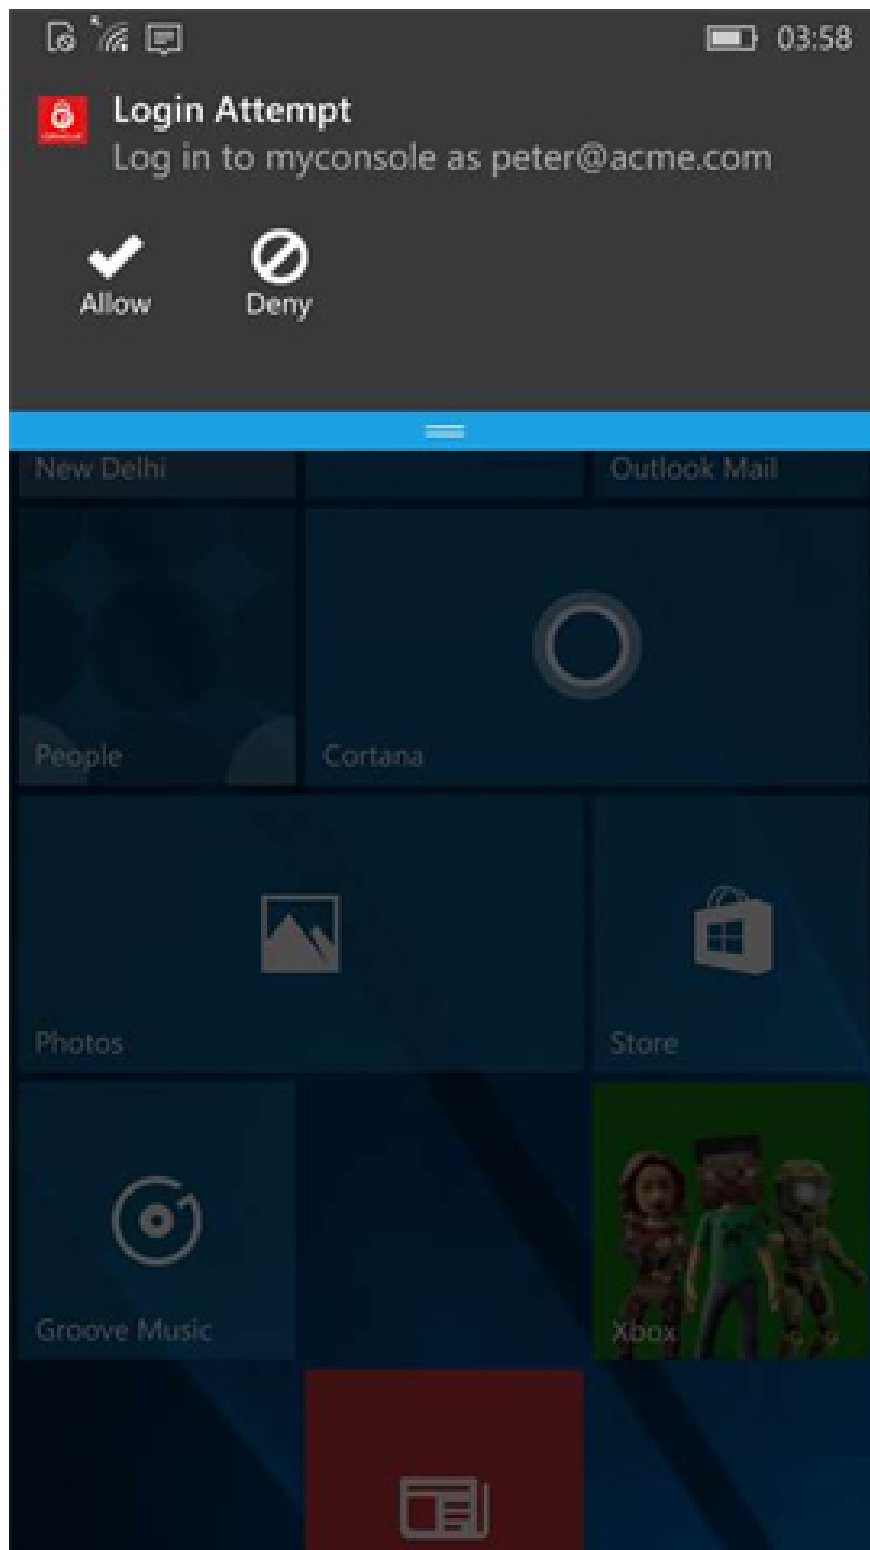 03:58
Login Attempt
Log in to myconsole as peter@acme.com
Allow Deny
New Delhi Outlook Mail
People Cortana
Photos Store
Groove Music Xbox